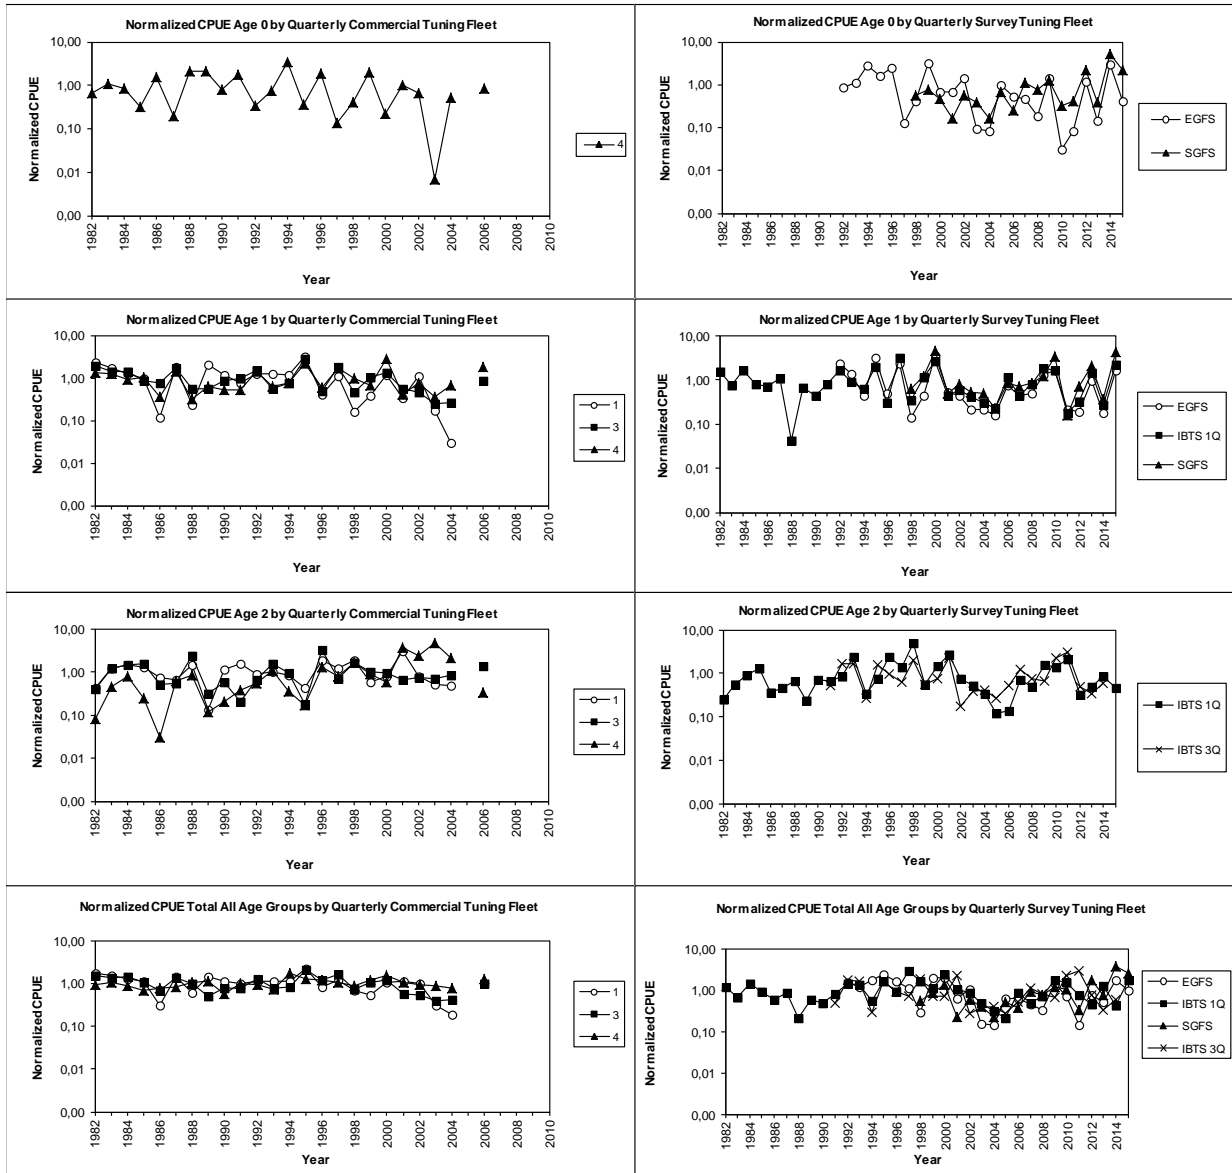 Normalized CPUE Age 0 by Quarterly Commercial Tuning Fleet
Normalized CPUE
10,00
1,00
0,10
0,01
0,00
1982 1984 1986 1988 1990 1992 1994 1996 1998 2000 2002 2004 2006 2008 2010
Year
4
Normalized CPUE Age 0 by Quarterly Survey Tuning Fleet
Normalized CPUE
10,00
1,00
0,10
0,01
0,00
1982 1984 1986 1988 1990 1992 1994 1996 1998 2000 2002 2004 2006 2008 2010 2012 2014
Year
EGFS
SGFS
Normalized CPUE Age 1 by Quarterly Commercial Tuning Fleet
Normalized CPUE
10,00
1,00
0,10
0,01
0,00
1982 1984 1986 1988 1990 1992 1994 1996 1998 2000 2002 2004 2006 2008 2010
Year
1
3
4
Normalized CPUE Age 1 by Quarterly Survey Tuning Fleet
Normalized CPUE
10,00
1,00
0,10
0,01
0,00
1982 1984 1986 1988 1990 1992 1994 1996 1998 2000 2002 2004 2006 2008 2010 2012 2014
Year
EGFS
IBTS 1Q
SGFS
Normalized CPUE Age 2 by Quarterly Commercial Tuning Fleet
Normalized CPUE
10,00
1,00
0,10
0,01
0,00
1982 1984 1986 1988 1990 1992 1994 1996 1998 2000 2002 2004 2006 2008 2010
Year
1
3
4
Normalized CPUE Age 2 by Quarterly Survey Tuning Fleet
Normalized CPUE
10,00
1,00
0,10
0,01
0,00
1982 1984 1986 1988 1990 1992 1994 1996 1998 2000 2002 2004 2006 2008 2010 2012 2014
Year
IBTS 1Q
IBTS 3Q
Normalized CPUE Total All Age Groups by Quarterly Commercial Tuning Fleet
Normalized CPUE
10,00
1,00
0,10
0,01
0,00
1982 1984 1986 1988 1990 1992 1994 1996 1998 2000 2002 2004 2006 2008 2010
Year
1
3
4
Normalized CPUE Total All Age Groups by Quarterly Survey Tuning Fleet
Normalized CPUE
10,00
1,00
0,10
0,01
0,00
1982 1984 1986 1988 1990 1992 1994 1996 1998 2000 2002 2004 2006 2008 2010 2012 2014
Year
EGFS
IBTS 1Q
SGFS
IBTS 3Q